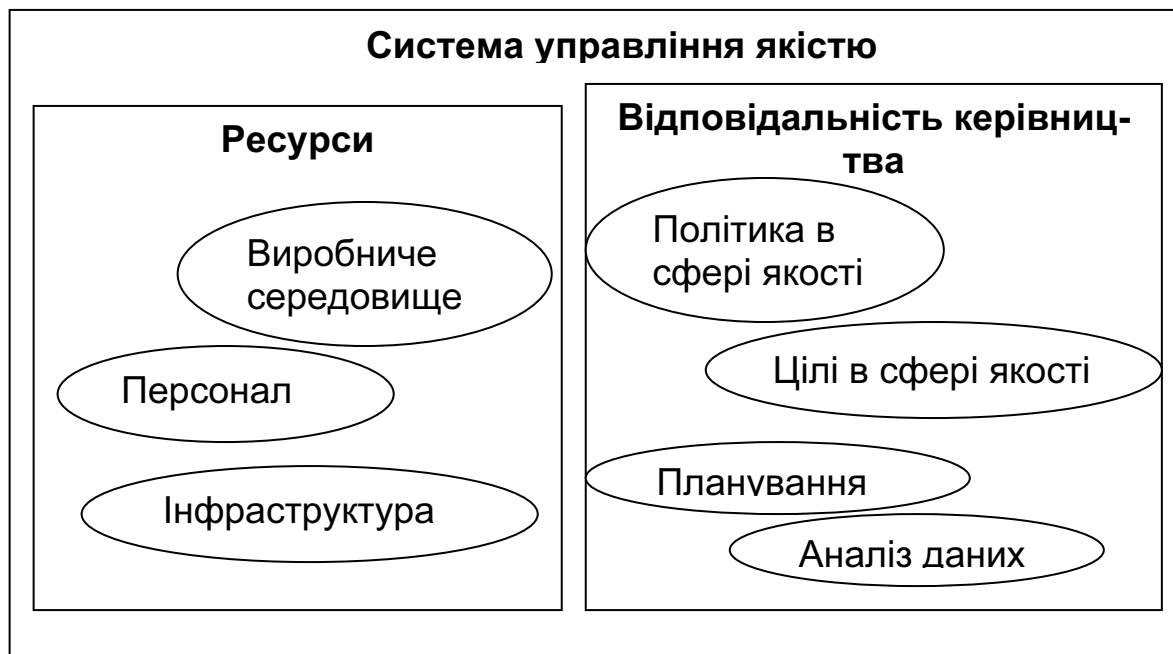 Система управління якістю
Ресурси
Виробниче
середовище
Персонал
Інфраструктура
Відповідальність керівниц-
тва
Політика в
сфері якості
Цілі в сфері якості
Планування
Аналіз даних